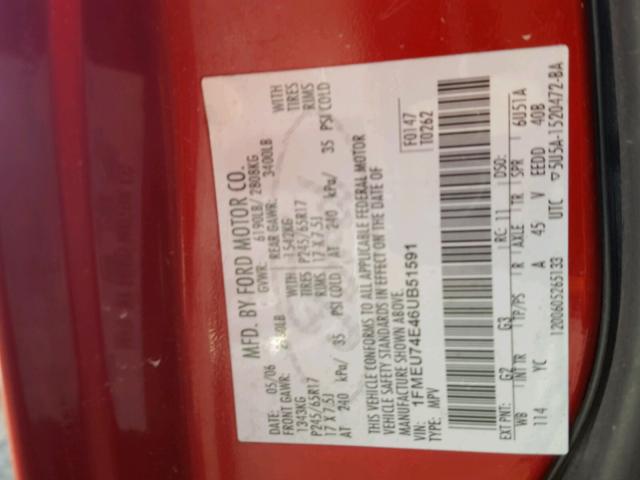 MFD. BY FORD MOTOR CO.
DATE: 05/06 GVWR: 6190LB/ 2808KG
FRONT GAWR: REAR GAWR: 3400LB
1343KG 1542KG WITH
P245/65R17 TIRES P245/65R17 TIRES
17 X 7.5J RIMS 17 X 7.5J RIMS
AT 240 kPa/ 35 PSI COLD AT 240 kPa/ 35 PSI COLD
THIS VEHICLE CONFORMS TO ALL APPLICABLE FEDERAL MOTOR
VEHICLE SAFETY STANDARDS IN EFFECT ON THE DATE OF
MANUFACTURE SHOWN ABOVE.
VIN: 1FMEU74E46UB51591
TYPE: MPV
F0147
T0262
EXT PNT: G2 G3 RC: 11 DSO:
WB INT TR TP/PS R AXLE TR SPR 6U51A
114 YC A 45 V EEDD 40B
1200605265133 UTC ▽5U5A-1520472-BA